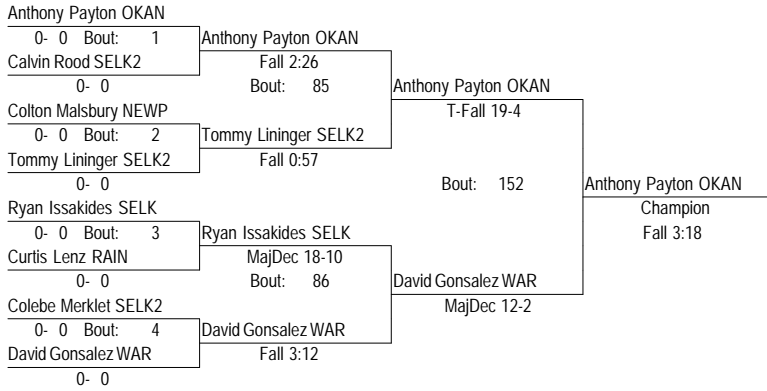 Anthony Payton OKAN
0- 0 Bout: 1
Calvin Rood SELK2
0- 0
Colton Malsbury NEWP
0- 0 Bout: 2
Tommy Lininger SELK2
0- 0
Ryan Issakides SELK
0- 0 Bout: 3
Curtis Lenz RAIN
0- 0
Colebe Merklet SELK2
0- 0 Bout: 4
David Gonsalez WAR
0- 0
Anthony Payton OKAN
Fall 2:26
Bout: 85
Tommy Lininger SELK2
Fall 0:57
Ryan Issakides SELK
MajDec 18-10
Bout: 86
David Gonsalez WAR
Fall 3:12
Anthony Payton OKAN
T-Fall 19-4
Bout: 152
David Gonsalez WAR
MajDec 12-2
Anthony Payton OKAN
Champion
Fall 3:18